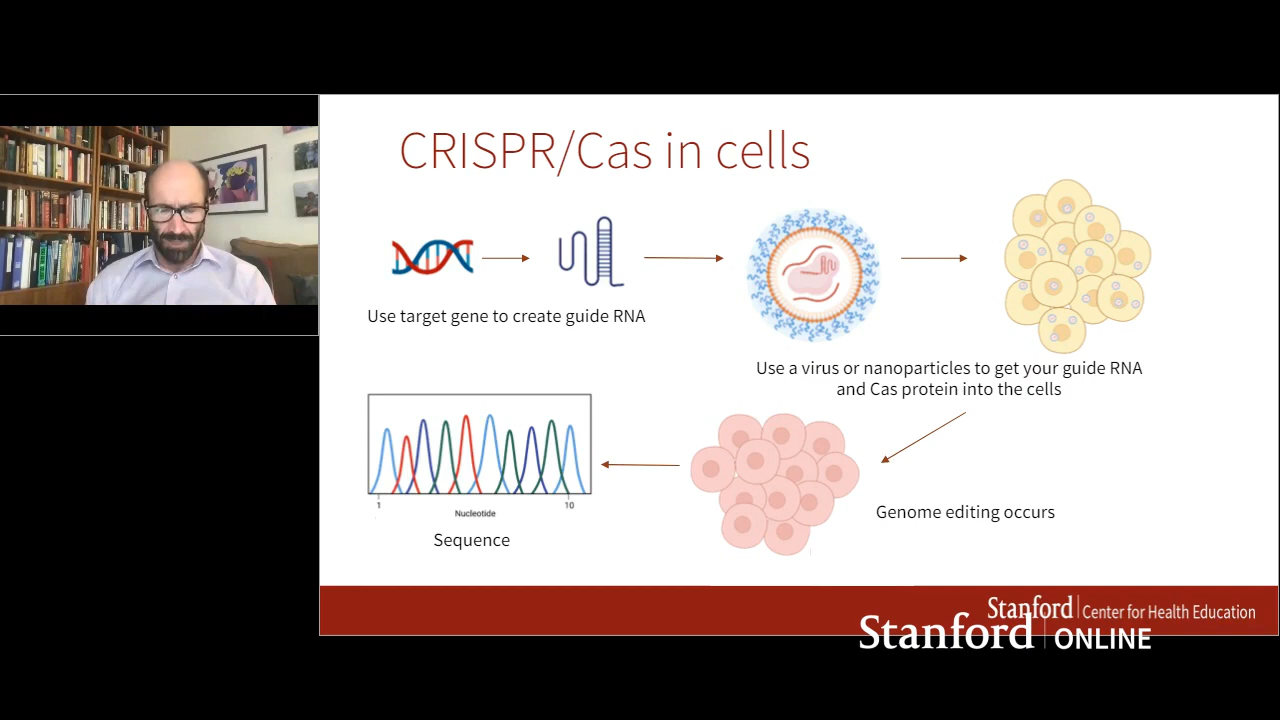 CRISPR/Cas in cells
Use target gene to create guide RNA
Use a virus or nanoparticles to get your guide RNA
and Cas protein into the cells
Genome editing occurs
1
10
Nucleotide
Sequence
Stanford Center for Health Education
Stanford ONLINE